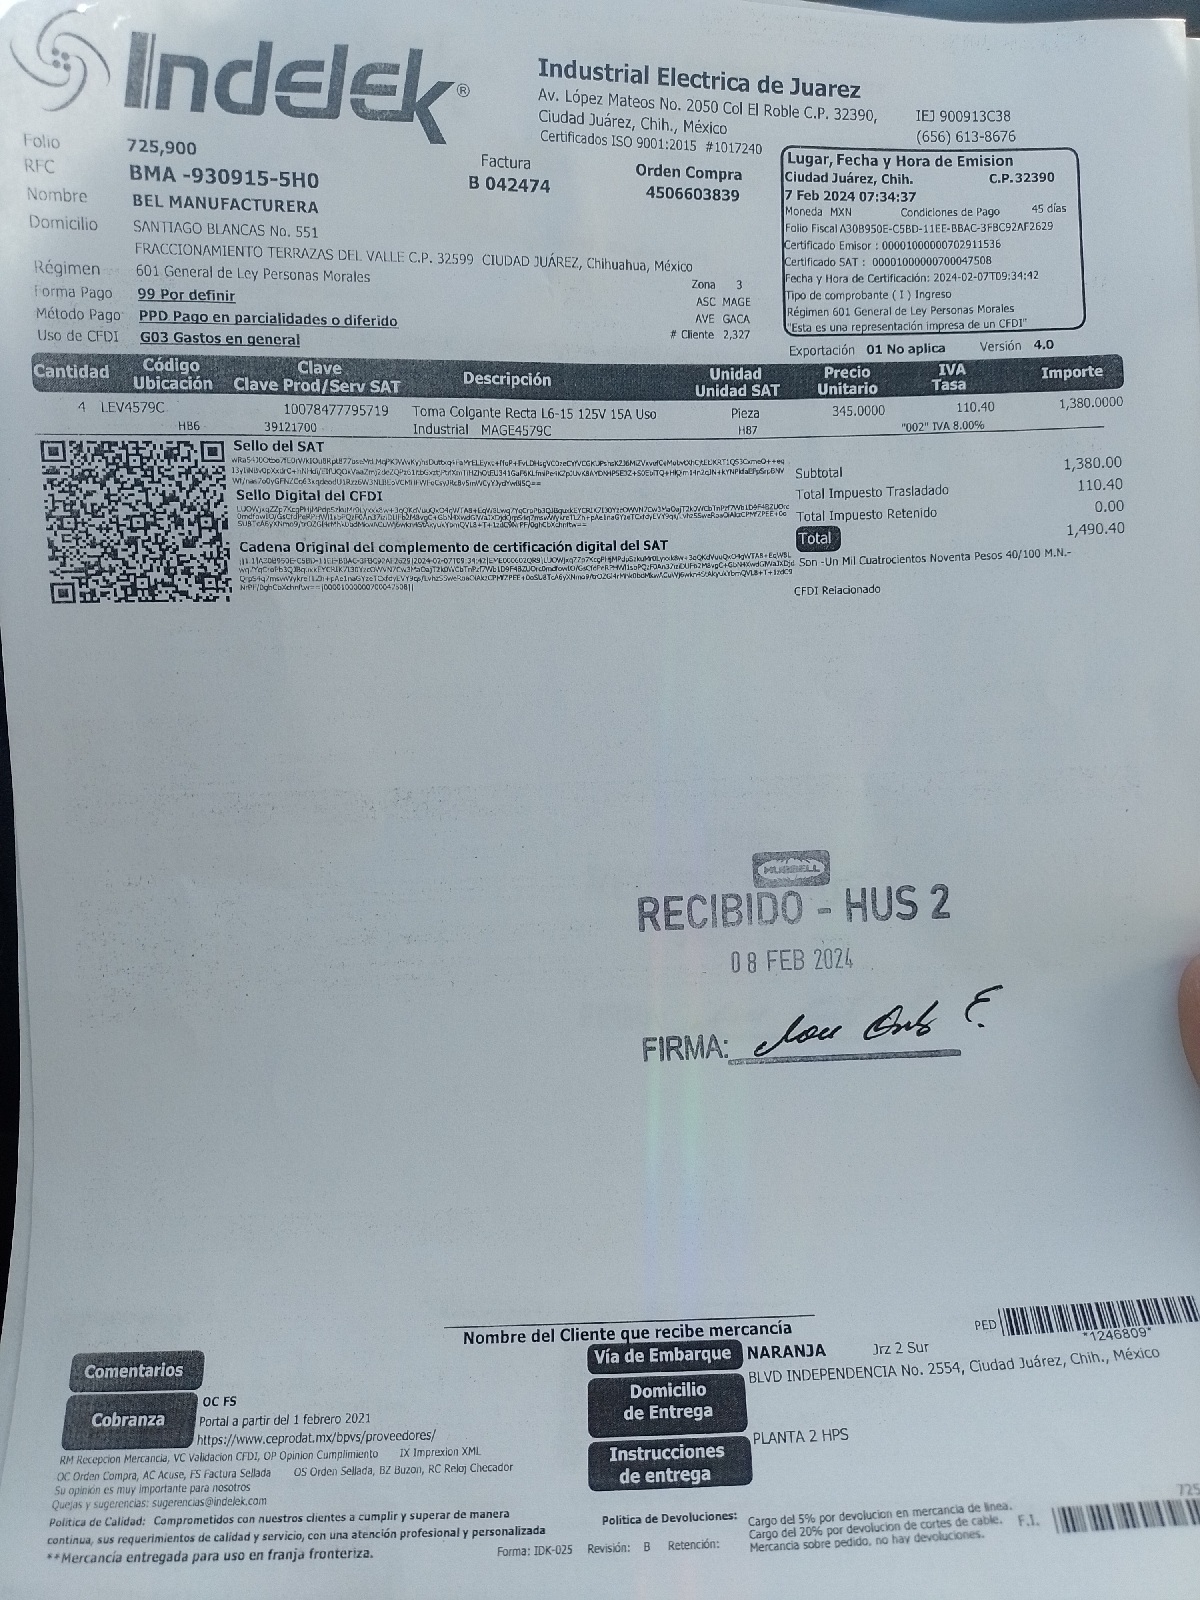 Indelek®
Industrial Electrica de Juarez
Av. López Mateos No. 2050 Col El Roble C.P. 32390,
Ciudad Juárez, Chih., México
Certificados ISO 9001:2015 #1017240
IEJ 900913C38
(656) 613-8676
Folio 725,900
RFC BMA -930915-5H0
Nombre BEL MANUFACTURERA
Domicilio SANTIAGO BLANCAS No. 551
FRACCIONAMIENTO TERRAZAS DEL VALLE C.P. 32599 CIUDAD JUÁREZ, Chihuahua, México
Régimen 601 General de Ley Personas Morales
Forma Pago 99 Por definir
Método Pago PPD Pago en parcialidades o diferido
Uso de CFDI G03 Gastos en general
Factura
B 042474
Orden Compra
4506603839
Zona 3
ASC MAGE
AVE GACA
# Cliente 2,327
Lugar, Fecha y Hora de Emision
Ciudad Juárez, Chih. C.P. 32390
7 Feb 2024 07:34:37
Moneda MXN Condiciones de Pago 45 días
Folio Fiscal A30B950E-C5BD-11EE-BBAC-3FBC92AF2629
Certificado Emisor : 00001000000702911536
Certificado SAT : 00001000000700047508
Fecha y Hora de Certificación: 2024-02-07T09:34:42
Tipo de comprobante ( I ) Ingreso
Régimen 601 General de Ley Personas Morales
"Esta es una representación impresa de un CFDI"
Exportación 01 No aplica Versión 4.0
Cantidad Código Ubicación Clave Clave Prod/Serv SAT Descripción Unidad Unidad SAT Precio Unitario IVA Tasa Importe
4 LEV4579C 10078477795719 Toma Colgante Recta L6-15 125V 15A Uso Pieza 345.0000 110.40 1,380.0000
HB6 39121700 Industrial MAGE4579C H87 "002" IVA 8.00%
Sello del SAT
Sello Digital del CFDI
Cadena Original del complemento de certificación digital del SAT
Subtotal 1,380.00
Total Impuesto Trasladado 110.40
Total Impuesto Retenido 0.00
Total 1,490.40
Son -Un Mil Cuatrocientos Noventa Pesos 40/100 M.N.-
CFDI Relacionado
HUBBELL
RECIBIDO - HUS 2
08 FEB 2024
FIRMA:
Nombre del Cliente que recibe mercancía
PED *1246809*
Vía de Embarque NARANJA Jrz 2 Sur
Domicilio de Entrega BLVD INDEPENDENCIA No. 2554, Ciudad Juárez, Chih., México
Instrucciones de entrega PLANTA 2 HPS
Comentarios
Cobranza
OC FS
Portal a partir del 1 febrero 2021
https://www.ceprodat.mx/bpvs/proveedores/
RM Recepcion Mercancia, VC Validacion CFDI, OP Opinion Cumplimiento IX Imprexion XML
OC Orden Compra, AC Acuse, FS Factura Sellada OS Orden Sellada, BZ Buzon, RC Reloj Checador
Su opinión es muy importante para nosotros
Quejas y sugerencias: sugerencias@indelek.com
Politica de Calidad: Comprometidos con nuestros clientes a cumplir y superar de manera
continua, sus requerimientos de calidad y servicio, con una atención profesional y personalizada
**Mercancía entregada para uso en franja fronteriza.
Forma: IDK-025 Revisión: B Retención:
Politica de Devoluciones: Cargo del 5% por devolucion en mercancia de linea.
Cargo del 20% por devolucion de cortes de cable.
Mercancia sobre pedido, no hay devoluciones.
F.I.
725